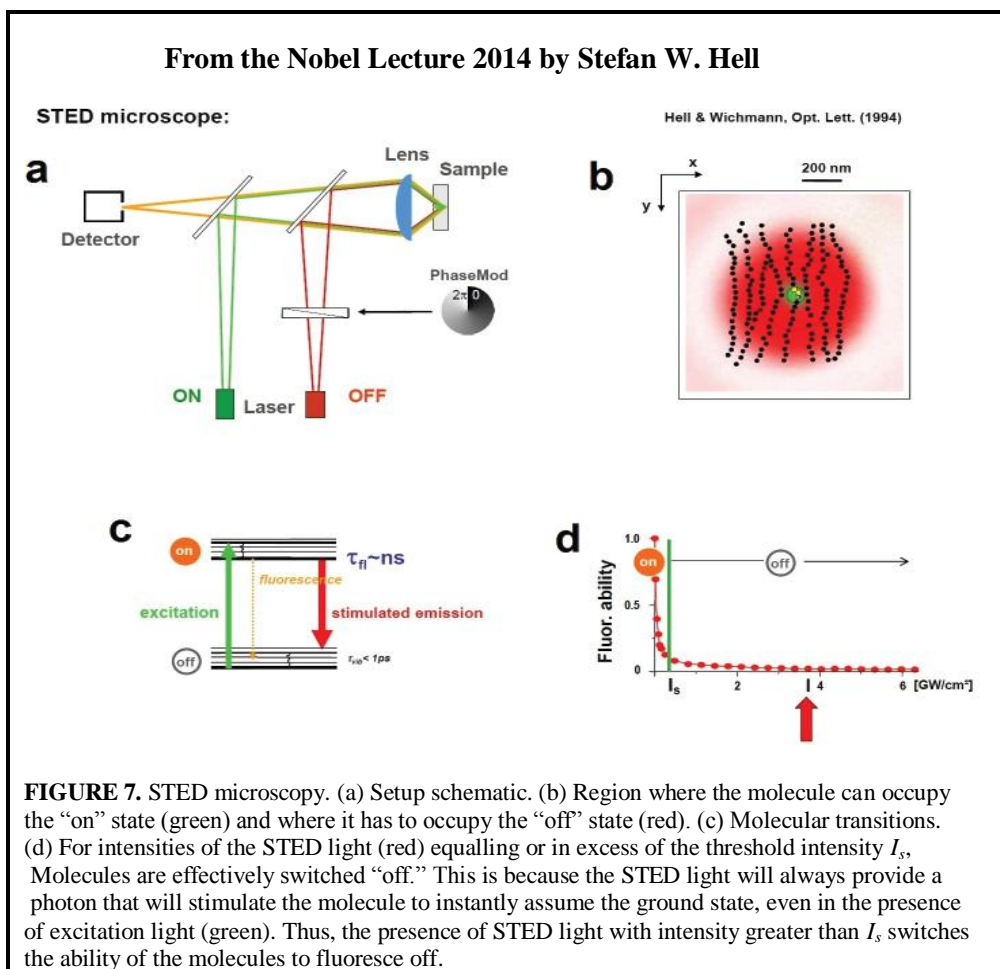 From the Nobel Lecture 2014 by Stefan W. Hell
STED microscope:
Hell & Wichmann, Opt. Lett. (1994)
a
Lens
Sample
Detector
PhaseMod
2π 0
ON
Laser
OFF
b
x
y
200 nm
c
on
τfl~ns
fluorescence
excitation
stimulated emission
off
τvib< 1ps
d
Fluor. ability
1.0
0.5
0
on
off
Is
2
I
4
6
[GW/cm²]
FIGURE 7. STED microscopy. (a) Setup schematic. (b) Region where the molecule can occupy
the “on” state (green) and where it has to occupy the “off” state (red). (c) Molecular transitions.
(d) For intensities of the STED light (red) equalling or in excess of the threshold intensity Is,
Molecules are effectively switched “off.” This is because the STED light will always provide a
photon that will stimulate the molecule to instantly assume the ground state, even in the presence
of excitation light (green). Thus, the presence of STED light with intensity greater than Is switches
the ability of the molecules to fluoresce off.